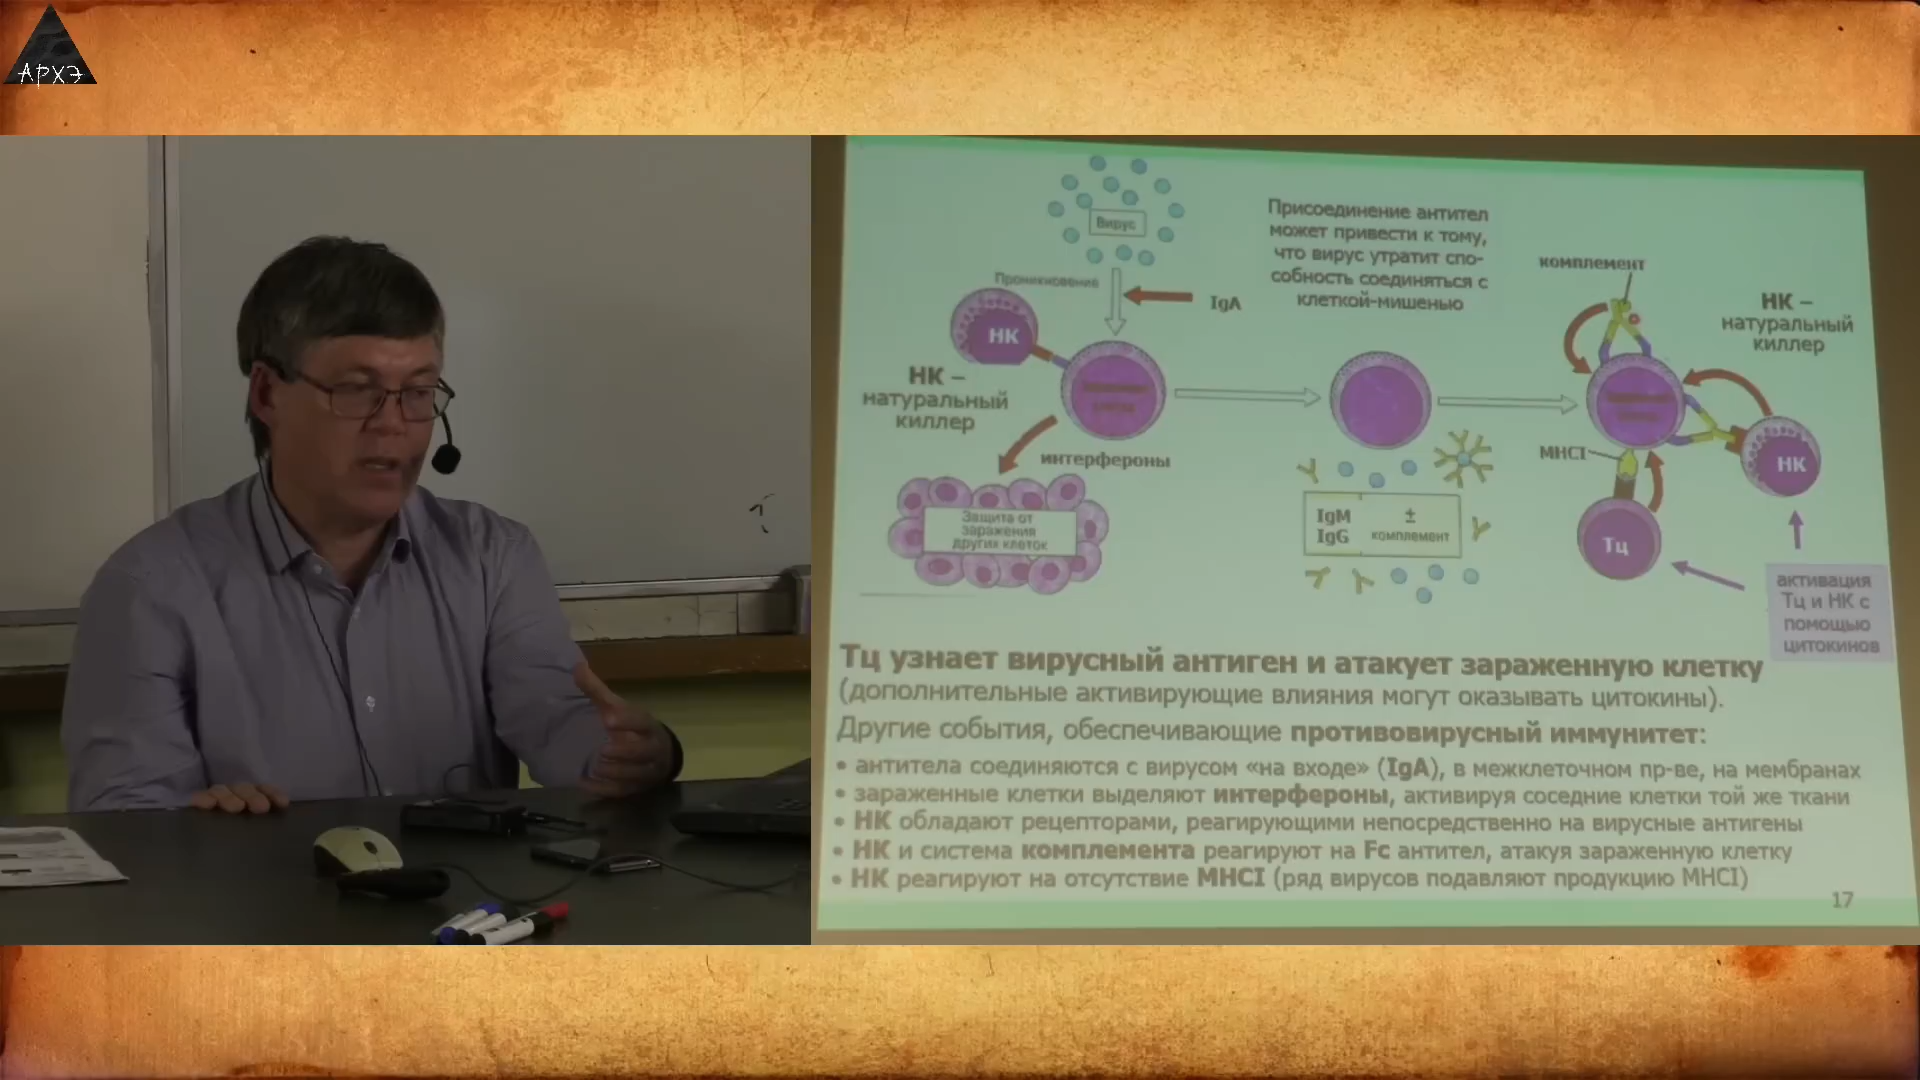 АРХЭ
Вирус
Проникновение
IgA
НК
НК –
натуральный
киллер
интерфероны
Защита от
заражения
других клеток
Присоединение антител
может привести к тому,
что вирус утратит спо-
собность соединяться с
клеткой-мишенью
IgM
IgG
±
комплемент
комплемент
НК –
натуральный
киллер
MHCI
НК
Тц
активация
Тц и НК с
помощью
цитокинов
Тц узнает вирусный антиген и атакует зараженную клетку
(дополнительные активирующие влияния могут оказывать цитокины).
Другие события, обеспечивающие противовирусный иммунитет:
• антитела соединяются с вирусом «на входе» (IgA), в межклеточном пр-ве, на мембранах
• зараженные клетки выделяют интерфероны, активируя соседние клетки той же ткани
• НК обладают рецепторами, реагирующими непосредственно на вирусные антигены
• НК и система комплемента реагируют на Fc антител, атакуя зараженную клетку
• НК реагируют на отсутствие MHCI (ряд вирусов подавляют продукцию MHCI)
17